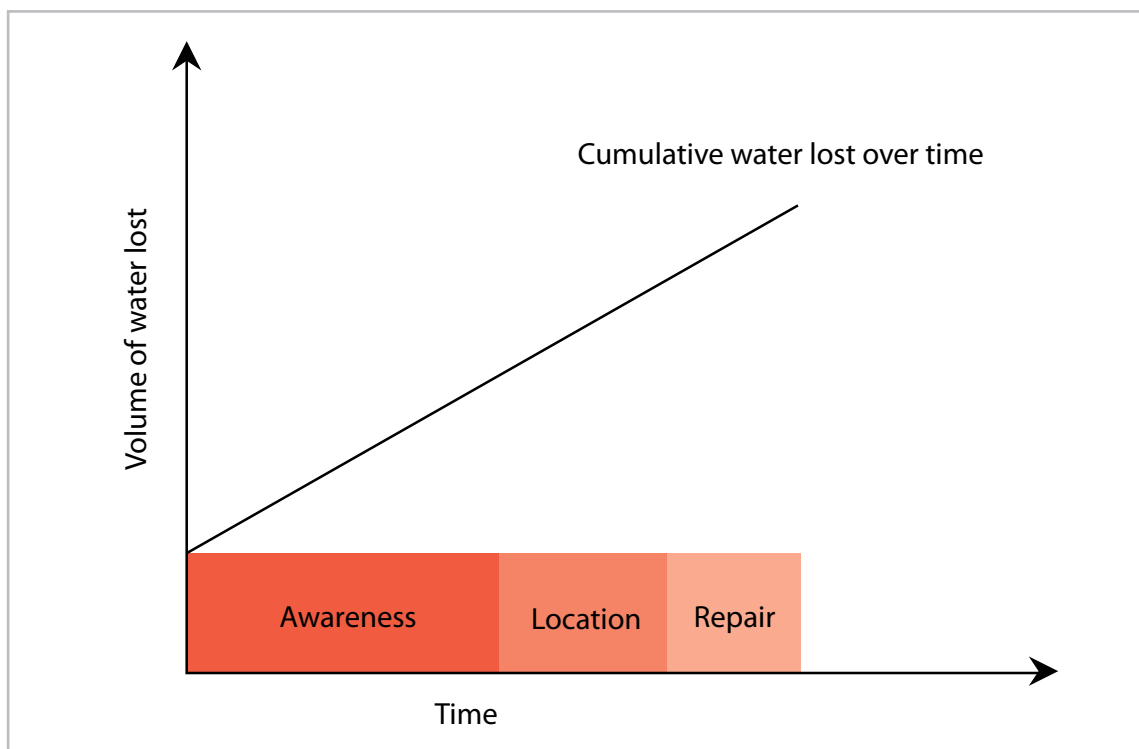 Cumulative water lost over time
Volume of water lost
Awareness
Location
Repair
Time